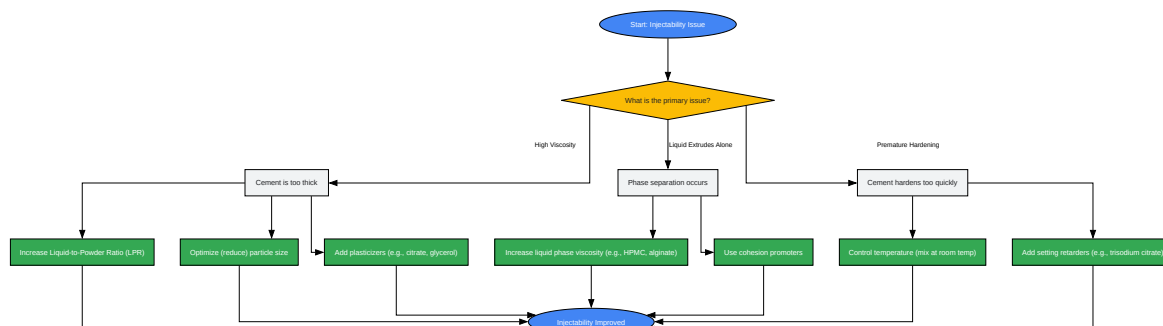 Start: Injectability Issue
What is the primary issue?
High Viscosity
Liquid Extrudes Alone
Premature Hardening
Cement is too thick
Phase separation occurs
Cement hardens too quickly
Increase Liquid-to-Powder Ratio (LPR)
Optimize (reduce) particle size
Add plasticizers (e.g., citrate, glycerol)
Increase liquid phase viscosity (e.g., HPMC, alginate)
Use cohesion promoters
Control temperature (mix at room temp)
Add setting retarders (e.g., trisodium citrate)
Injectability Improved